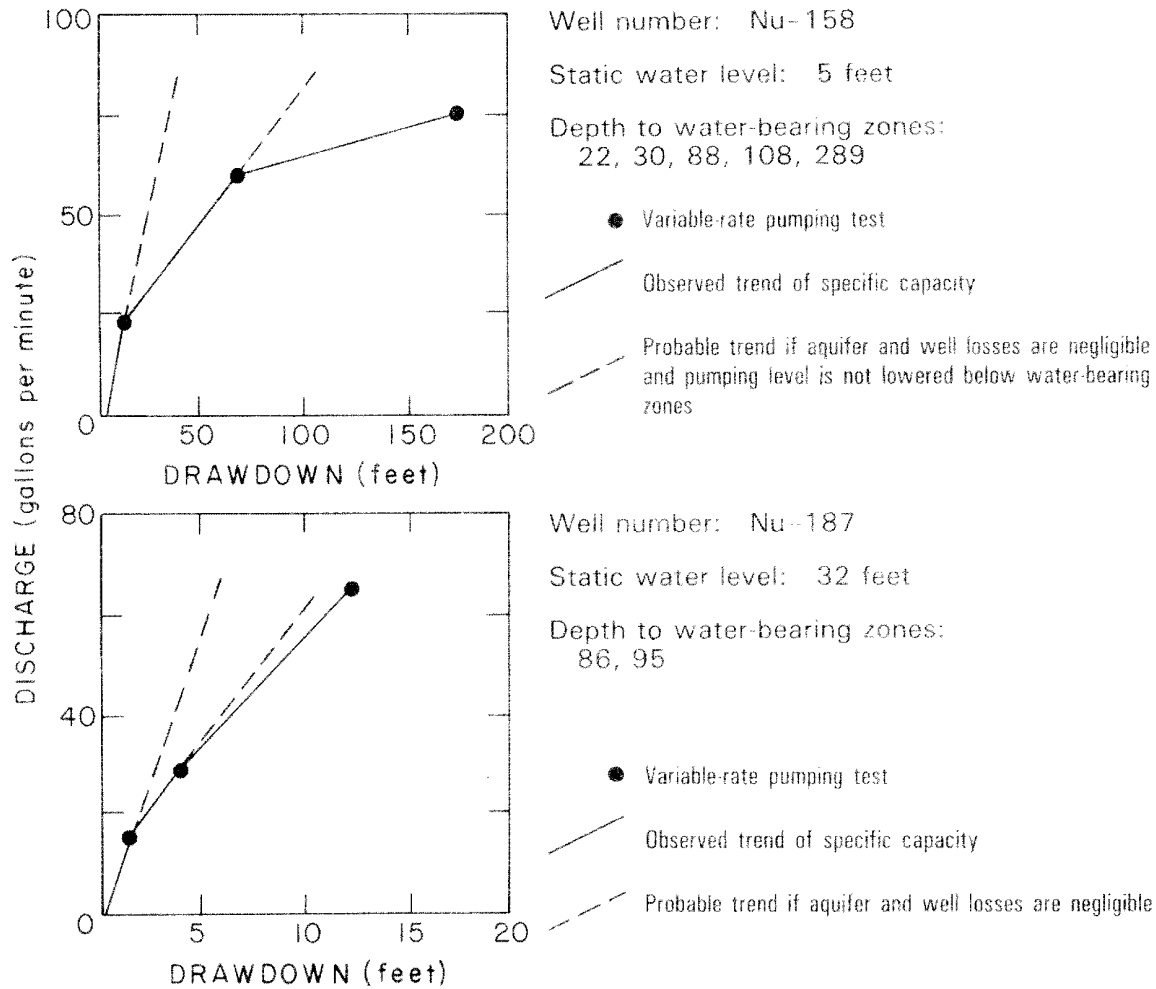 DISCHARGE (gallons per minute)
100
50
0
50
100
150
200
DRAWDOWN (feet)
Well number: Nu-158
Static water level: 5 feet
Depth to water-bearing zones:
22, 30, 88, 108, 289
Variable-rate pumping test
Observed trend of specific capacity
Probable trend if aquifer and well losses are negligible
and pumping level is not lowered below water-bearing
zones
80
40
0
5
10
15
20
DRAWDOWN (feet)
Well number: Nu-187
Static water level: 32 feet
Depth to water-bearing zones:
86, 95
Variable-rate pumping test
Observed trend of specific capacity
Probable trend if aquifer and well losses are negligible